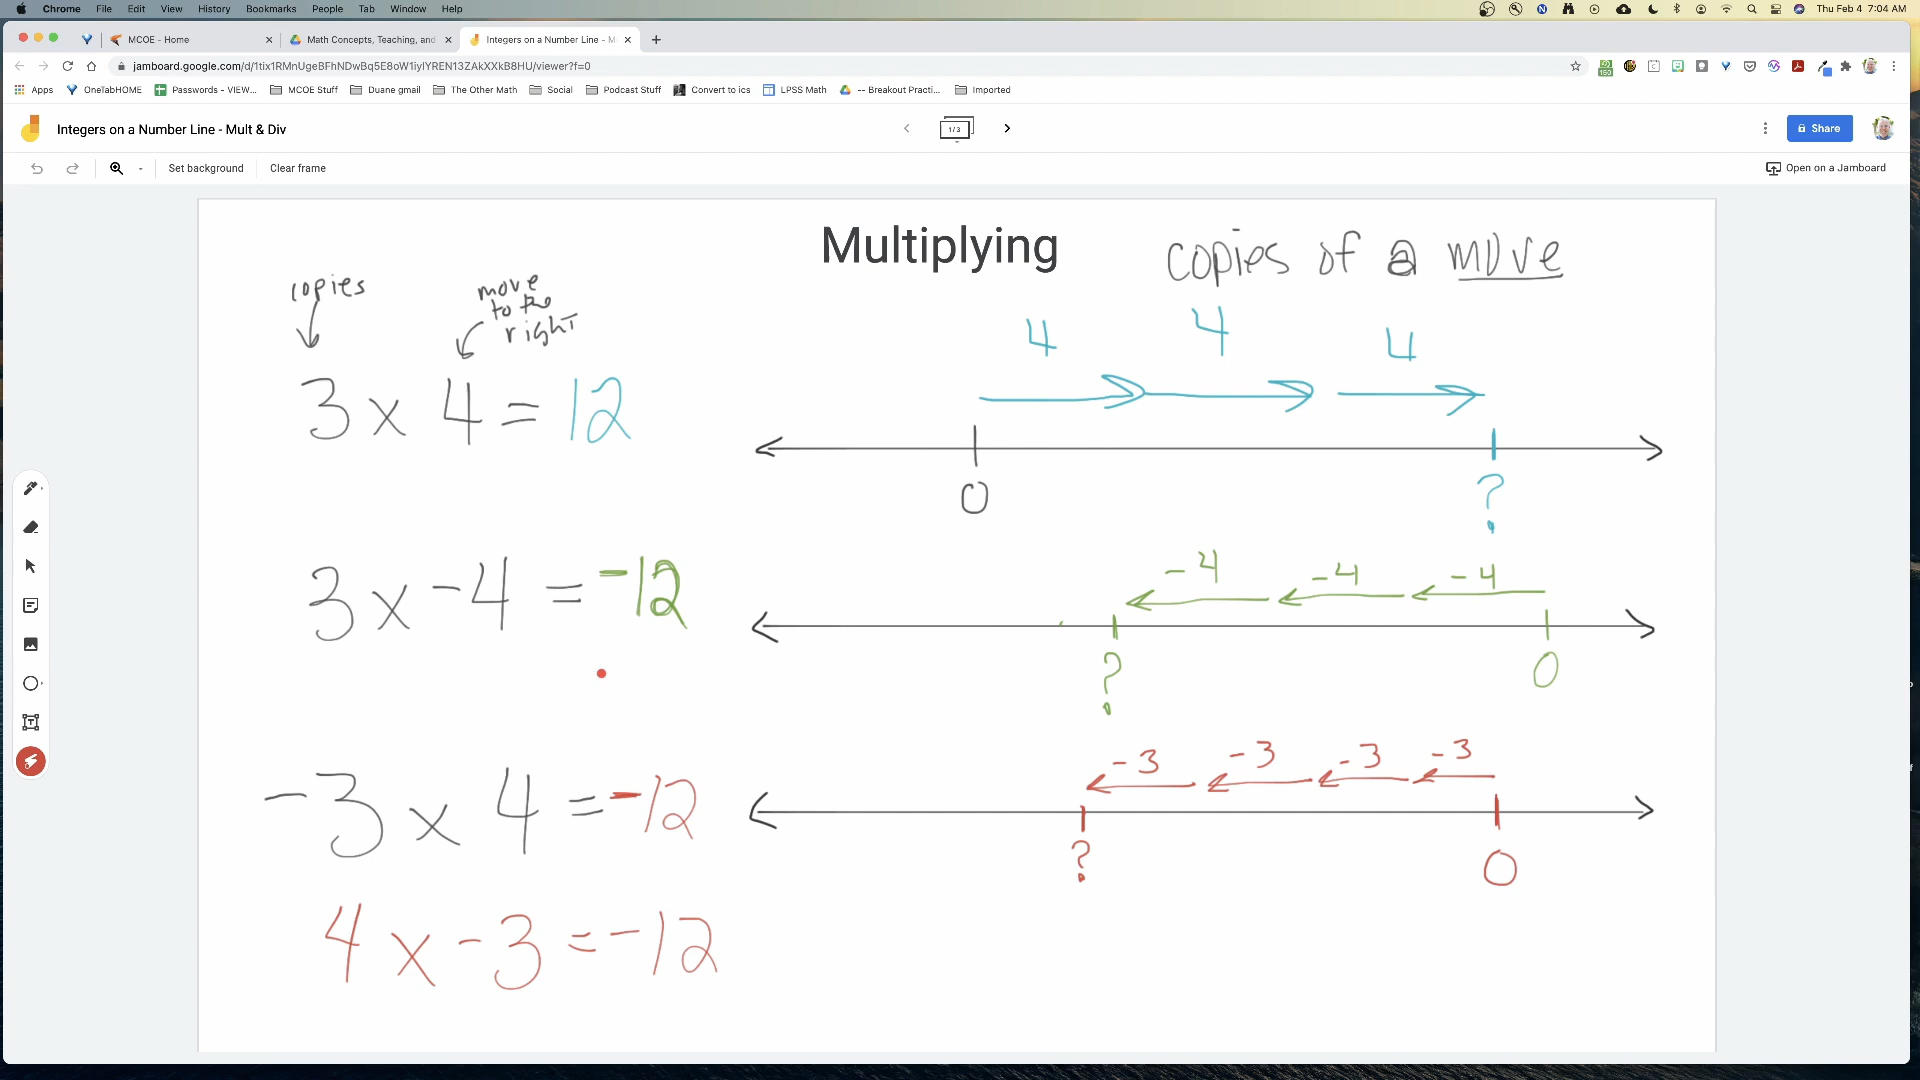 Chrome File Edit View History Bookmarks People Tab Window Help Thu Feb 4 7:04 AM
MCOE - Home Math Concepts, Teaching, and Integers on a Number Line - M
jamboard.google.com/d/1tix1RMnUgeBFhNDwBq5E8oW1iyIYREN13ZAkXXkB8HU/viewer?f=0
Apps OneTabHOME Passwords - VIEW... MCOE Stuff Duane gmail The Other Math Social Podcast Stuff Convert to ics LPSS Math -- Breakout Practi... Imported
Integers on a Number Line - Mult & Div 1/3 Share
Set background Clear frame Open on a Jamboard
Multiplying copies of a move
copies move to the right
4 4 4
3 x 4 = 12
0 ?
-4 -4 -4
3 x -4 = -12
? 0
-3 -3 -3 -3
-3 x 4 = -12
? 0
4 x -3 = -12